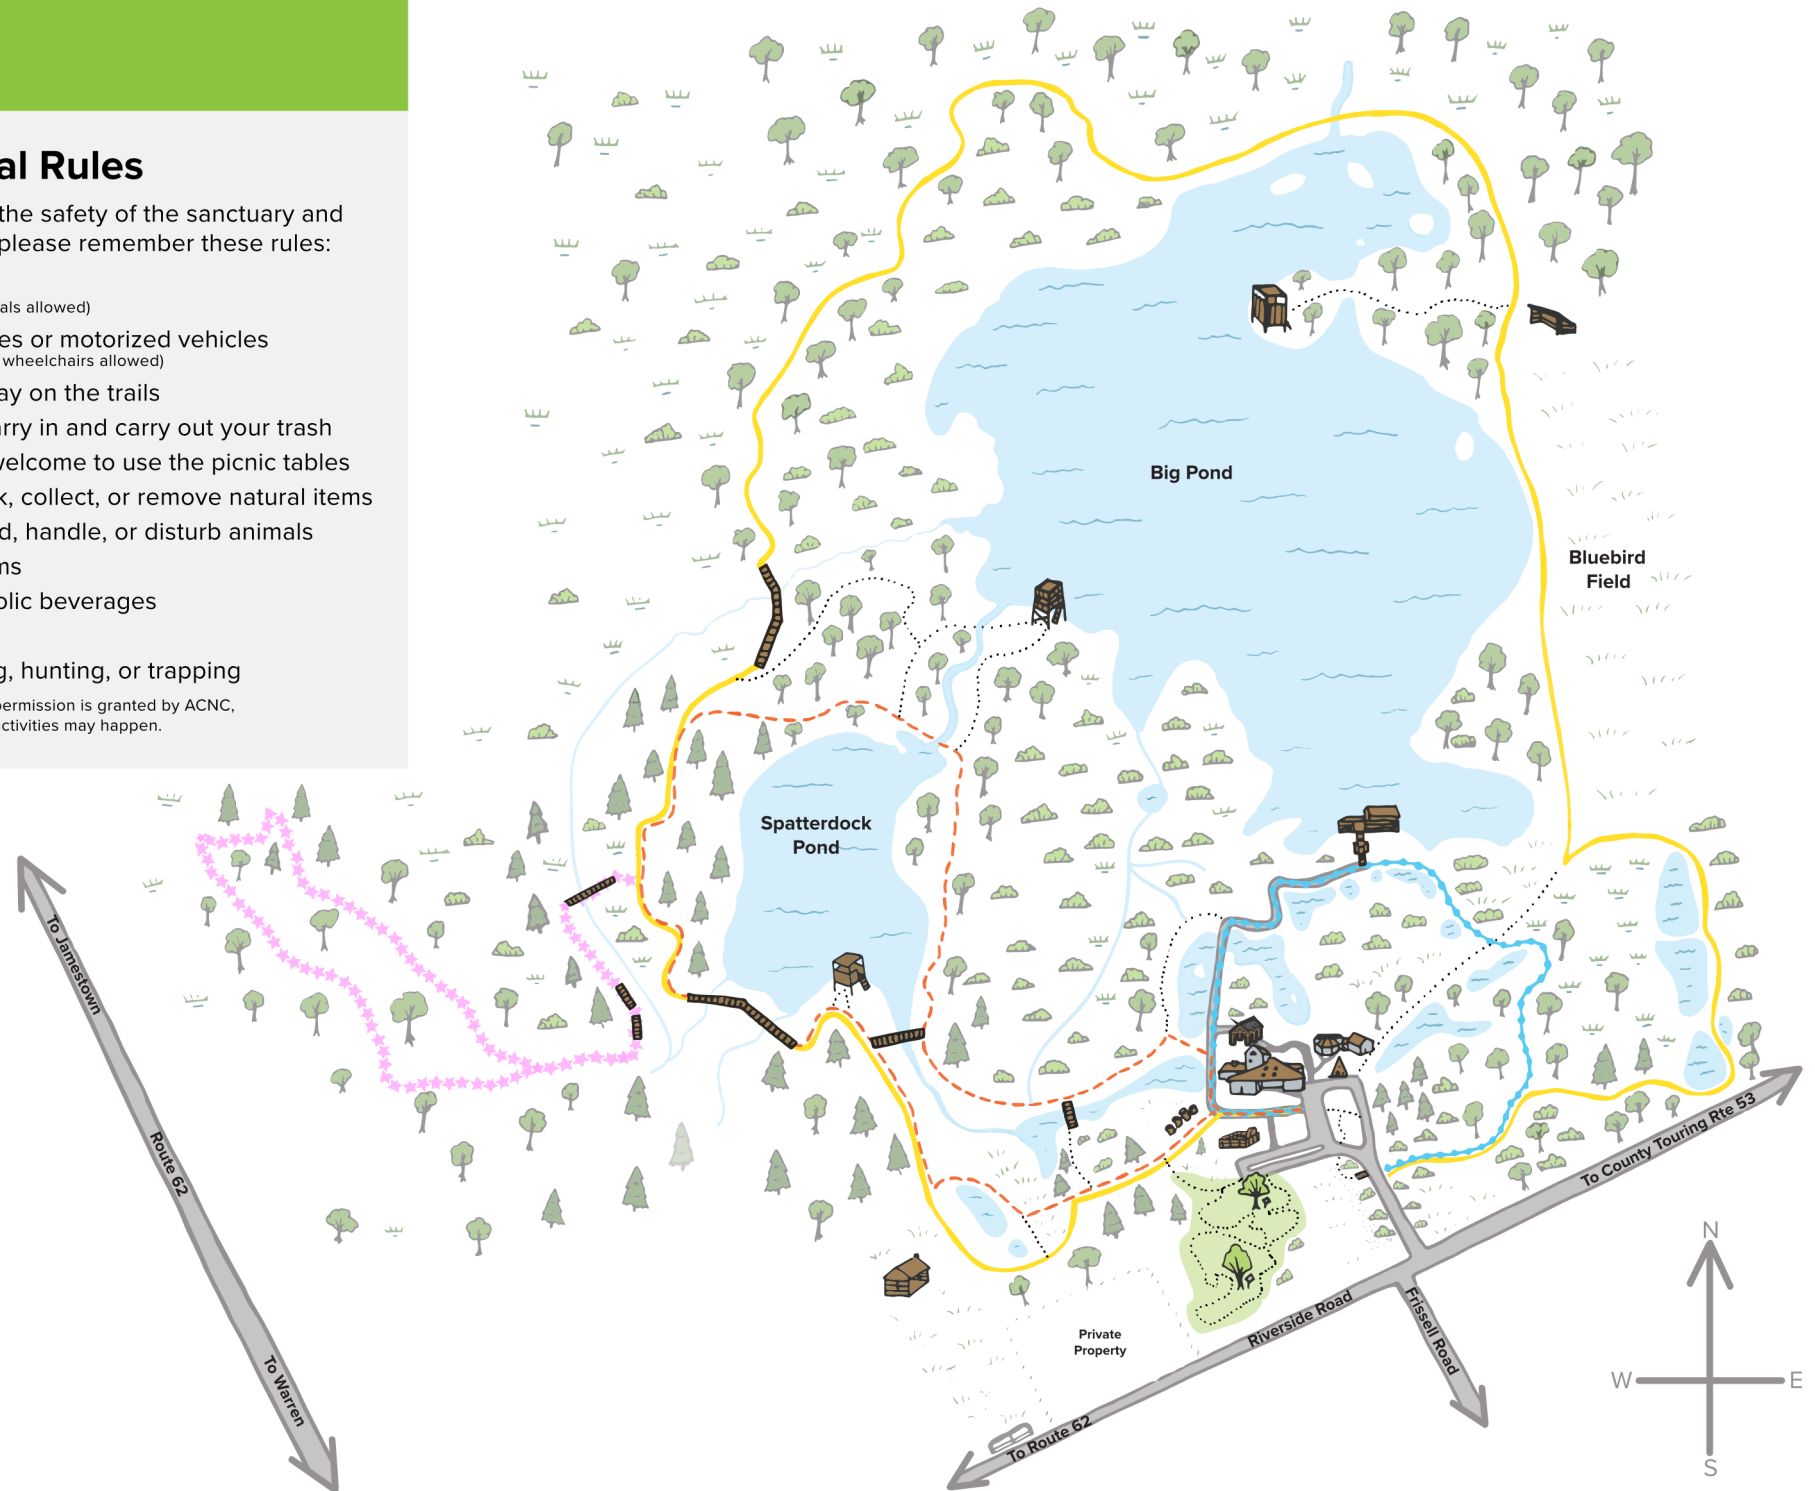 al Rules
the safety of the sanctuary and
please remember these rules:
als allowed)
es or motorized vehicles
wheelchairs allowed)
ay on the trails
arry in and carry out your trash
welcome to use the picnic tables
k, collect, or remove natural items
d, handle, or disturb animals
ms
olic beverages
g, hunting, or trapping
permission is granted by ACNC,
ctivities may happen.
Big Pond
Bluebird
Field
Spatterdock
Pond
To Jamestown
Route 62
To Warren
Private
Property
To Route 62
Riverside Road
Frissell Road
To County Touring Rte 53
N
W
E
S